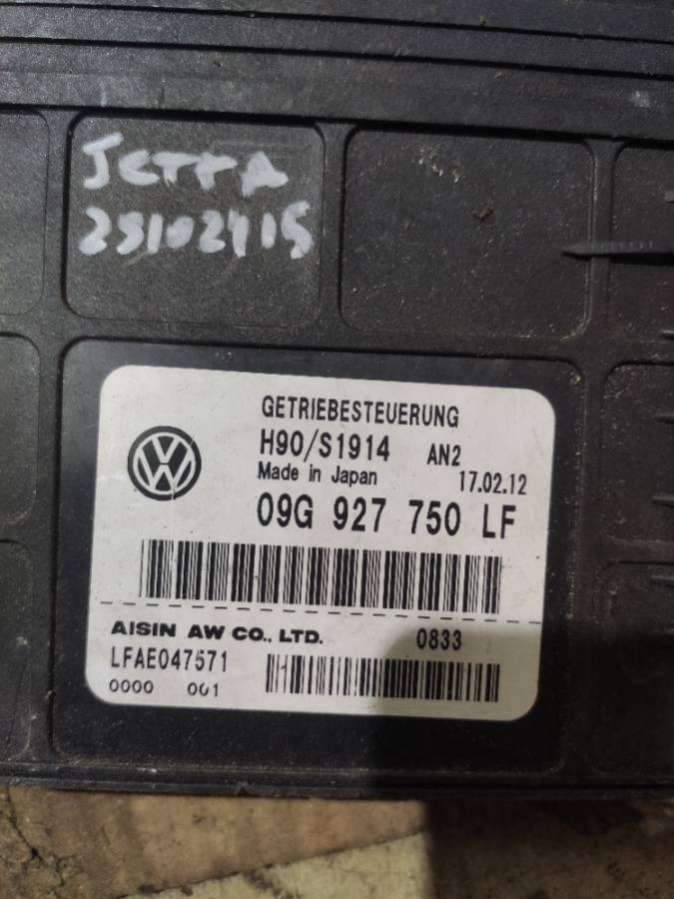 JETTA
25102415
GETRIEBESTEUERUNG
H90/S1914 AN2
Made in Japan 17.02.12
09G 927 750 LF
AISIN AW CO., LTD. 0833
LFAE047571
0000 001